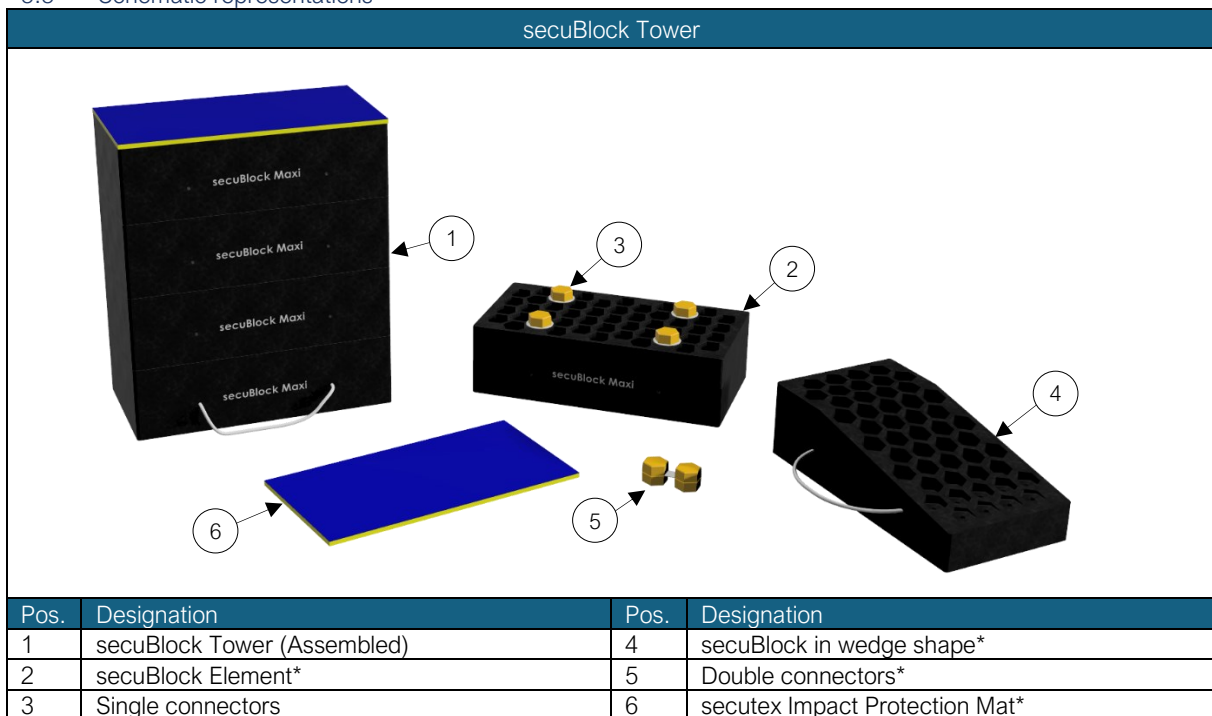 Schematic representations
secuBlock Tower
secuBlock Maxi
secuBlock Maxi
secuBlock Maxi
secuBlock Maxi
secuBlock Maxi
1
3
2
4
5
6
Pos. Designation Pos. Designation
1 secuBlock Tower (Assembled) 4 secuBlock in wedge shape*
2 secuBlock Element* 5 Double connectors*
3 Single connectors 6 secutex Impact Protection Mat*